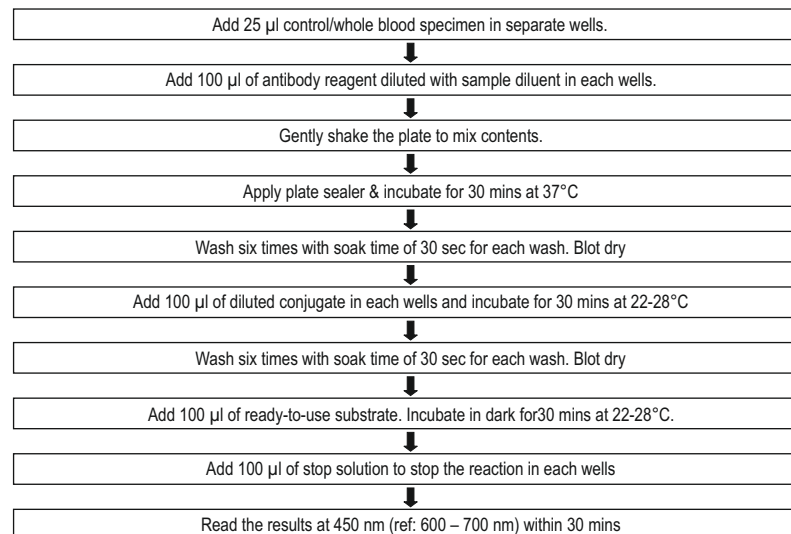 Add 25 µl control/whole blood specimen in separate wells.
Add 100 µl of antibody reagent diluted with sample diluent in each wells.
Gently shake the plate to mix contents.
Apply plate sealer & incubate for 30 mins at 37°C
Wash six times with soak time of 30 sec for each wash. Blot dry
Add 100 µl of diluted conjugate in each wells and incubate for 30 mins at 22-28°C
Wash six times with soak time of 30 sec for each wash. Blot dry
Add 100 µl of ready-to-use substrate. Incubate in dark for30 mins at 22-28°C.
Add 100 µl of stop solution to stop the reaction in each wells
Read the results at 450 nm (ref: 600 – 700 nm) within 30 mins